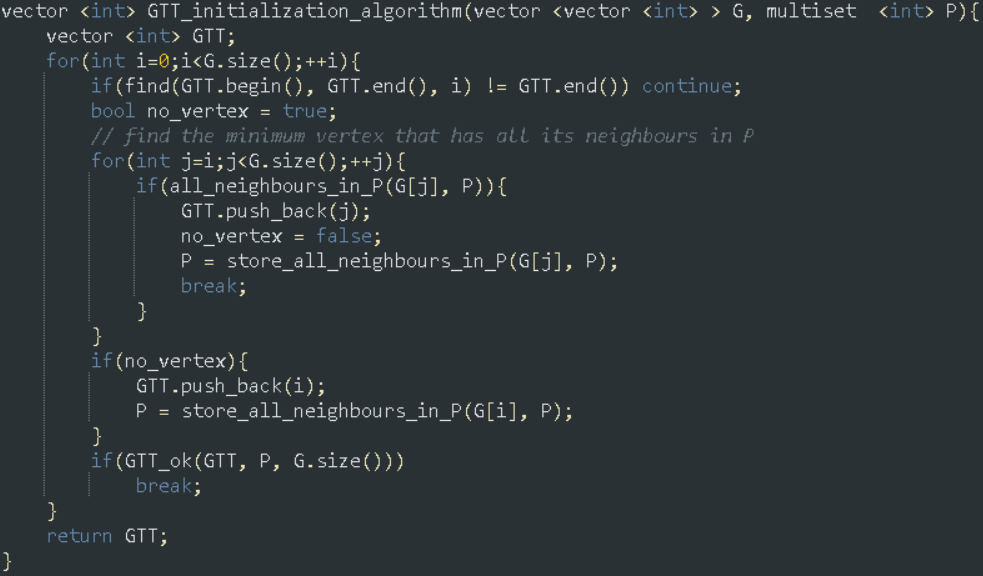 vector <int> GTT_initialization_algorithm(vector <vector <int> > G, multiset  <int> P){
    vector <int> GTT;
    for(int i=0;i<G.size();++i){
        if(find(GTT.begin(), GTT.end(), i) != GTT.end()) continue;
        bool no_vertex = true;
        // find the minimum vertex that has all its neighbours in P
        for(int j=i;j<G.size();++j){
            if(all_neighbours_in_P(G[j], P)){
                GTT.push_back(j);
                no_vertex = false;
                P = store_all_neighbours_in_P(G[j], P);
                break;
            }
        }
        if(no_vertex){
            GTT.push_back(i);
            P = store_all_neighbours_in_P(G[i], P);
        }
        if(GTT_ok(GTT, P, G.size()))
            break;
    }
    return GTT;
}